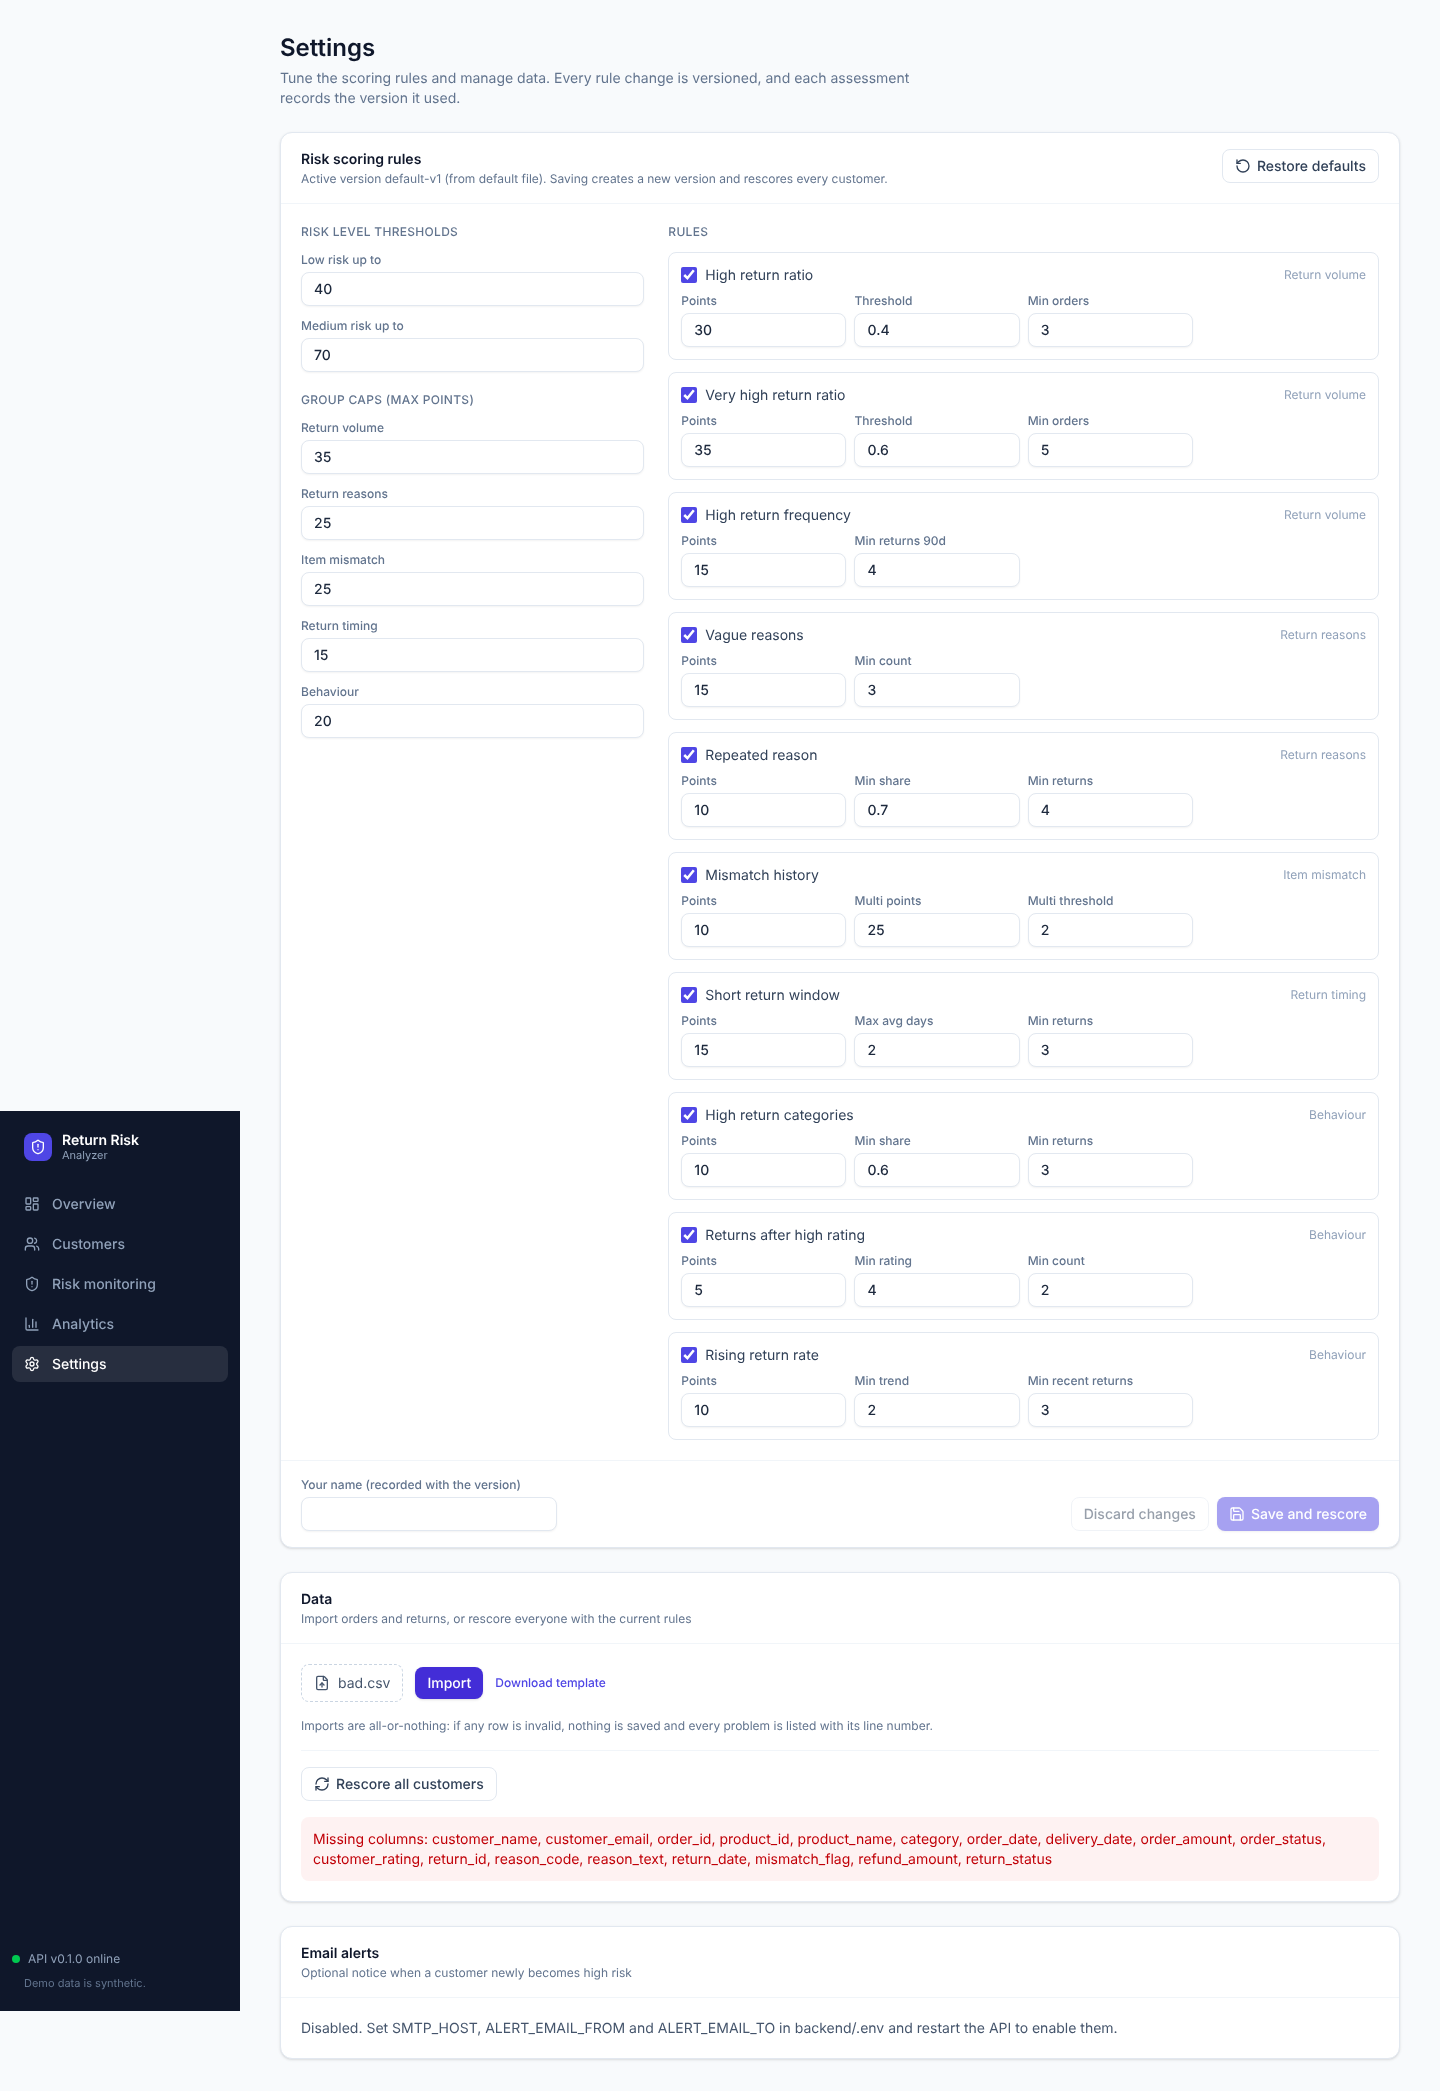 Settings
Tune the scoring rules and manage data. Every rule change is versioned, and each assessment
records the version it used.
Risk scoring rules
Active version default-v1 (from default file). Saving creates a new version and rescores every customer.
Restore defaults
RISK LEVEL THRESHOLDS
Low risk up to
40
Medium risk up to
70
GROUP CAPS (MAX POINTS)
Return volume
35
Return reasons
25
Item mismatch
25
Return timing
15
Behaviour
20
RULES
High return ratio
Return volume
Points Threshold Min orders
30 0.4 3
Very high return ratio
Return volume
Points Threshold Min orders
35 0.6 5
High return frequency
Return volume
Points Min returns 90d
15 4
Vague reasons
Return reasons
Points Min count
15 3
Repeated reason
Return reasons
Points Min share Min returns
10 0.7 4
Mismatch history
Item mismatch
Points Multi points Multi threshold
10 25 2
Short return window
Return timing
Points Max avg days Min returns
15 2 3
High return categories
Behaviour
Points Min share Min returns
10 0.6 3
Returns after high rating
Behaviour
Points Min rating Min count
5 4 2
Rising return rate
Behaviour
Points Min trend Min recent returns
10 2 3
Your name (recorded with the version)
Discard changes
Save and rescore
Data
Import orders and returns, or rescore everyone with the current rules
bad.csv
Import
Download template
Imports are all-or-nothing: if any row is invalid, nothing is saved and every problem is listed with its line number.
Rescore all customers
Missing columns: customer_name, customer_email, order_id, product_id, product_name, category, order_date, delivery_date, order_amount, order_status,
customer_rating, return_id, reason_code, reason_text, return_date, mismatch_flag, refund_amount, return_status
Email alerts
Optional notice when a customer newly becomes high risk
Disabled. Set SMTP_HOST, ALERT_EMAIL_FROM and ALERT_EMAIL_TO in backend/.env and restart the API to enable them.
Return Risk
Analyzer
Overview
Customers
Risk monitoring
Analytics
Settings
API v0.1.0 online
Demo data is synthetic.